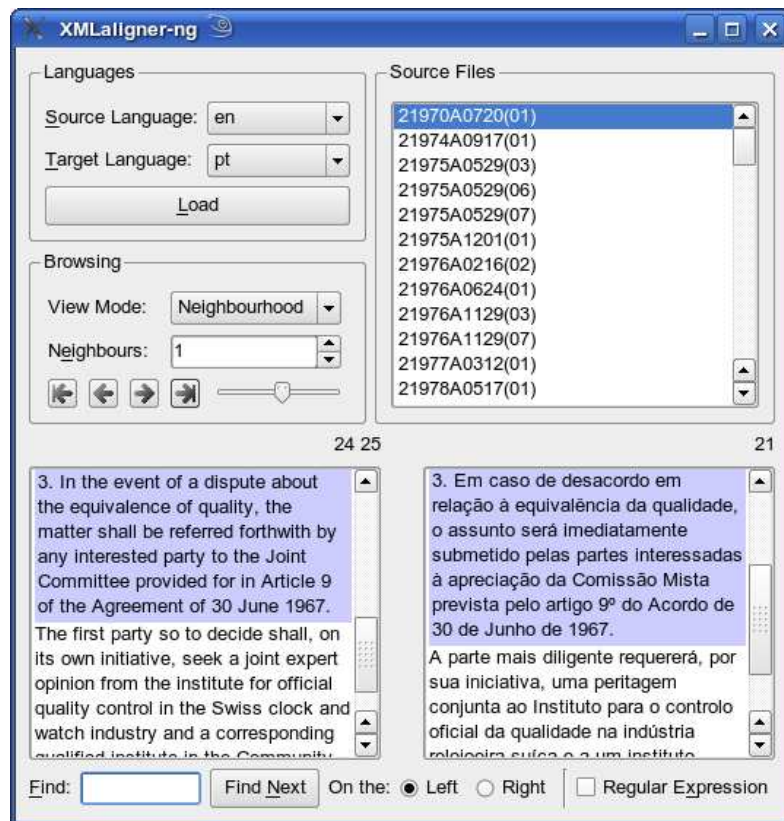 XMLaligner-ng
Languages
Source Language: en
Target Language: pt
Load
Browsing
View Mode: Neighbourhood
Neighbours: 1
Source Files
21970A0720(01)
21974A0917(01)
21975A0529(03)
21975A0529(06)
21975A0529(07)
21975A1201(01)
21976A0216(02)
21976A0624(01)
21976A1129(03)
21976A1129(07)
21977A0312(01)
21978A0517(01)
24 25
3. In the event of a dispute about
the equivalence of quality, the
matter shall be referred forthwith by
any interested party to the Joint
Committee provided for in Article 9
of the Agreement of 30 June 1967.
The first party so to decide shall, on
its own initiative, seek a joint expert
opinion from the institute for official
quality control in the Swiss clock and
watch industry and a corresponding
qualified institute in the Community
21
3. Em caso de desacordo em
relação à equivalência da qualidade,
o assunto será imediatamente
submetido pelas partes interessadas
à apreciação da Comissão Mista
prevista pelo artigo 9º do Acordo de
30 de Junho de 1967.
A parte mais diligente requererá, por
sua iniciativa, uma peritagem
conjunta ao Instituto para o controlo
oficial da qualidade na indústria
relojoeira suíça e a um instituto
Find: Find Next On the: Left Right Regular Expression